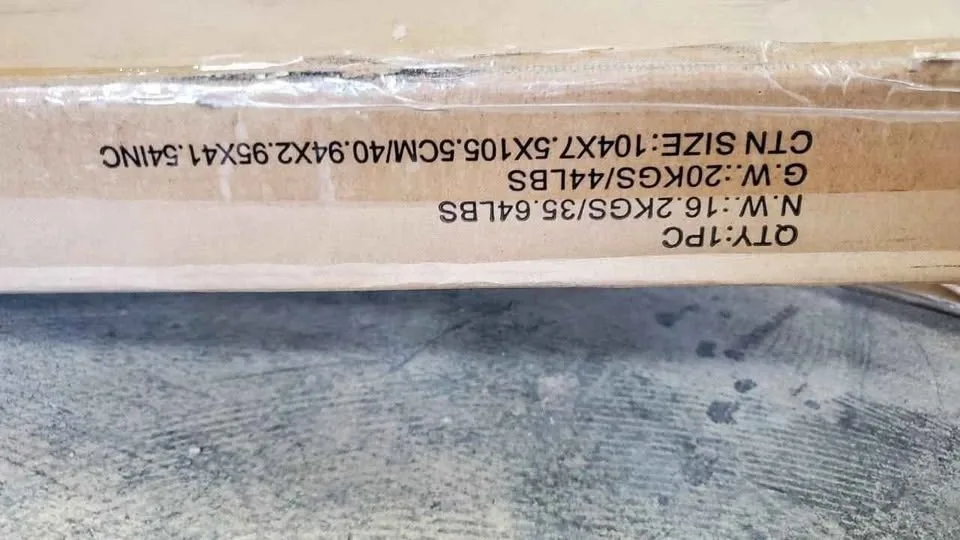 QTY:1PC
N.W.:16.2KGS/35.64LBS
G.W.:20KGS/44LBS
CTN SIZE:104X7.5X105.5CM/40.94X2.95X41.54INC